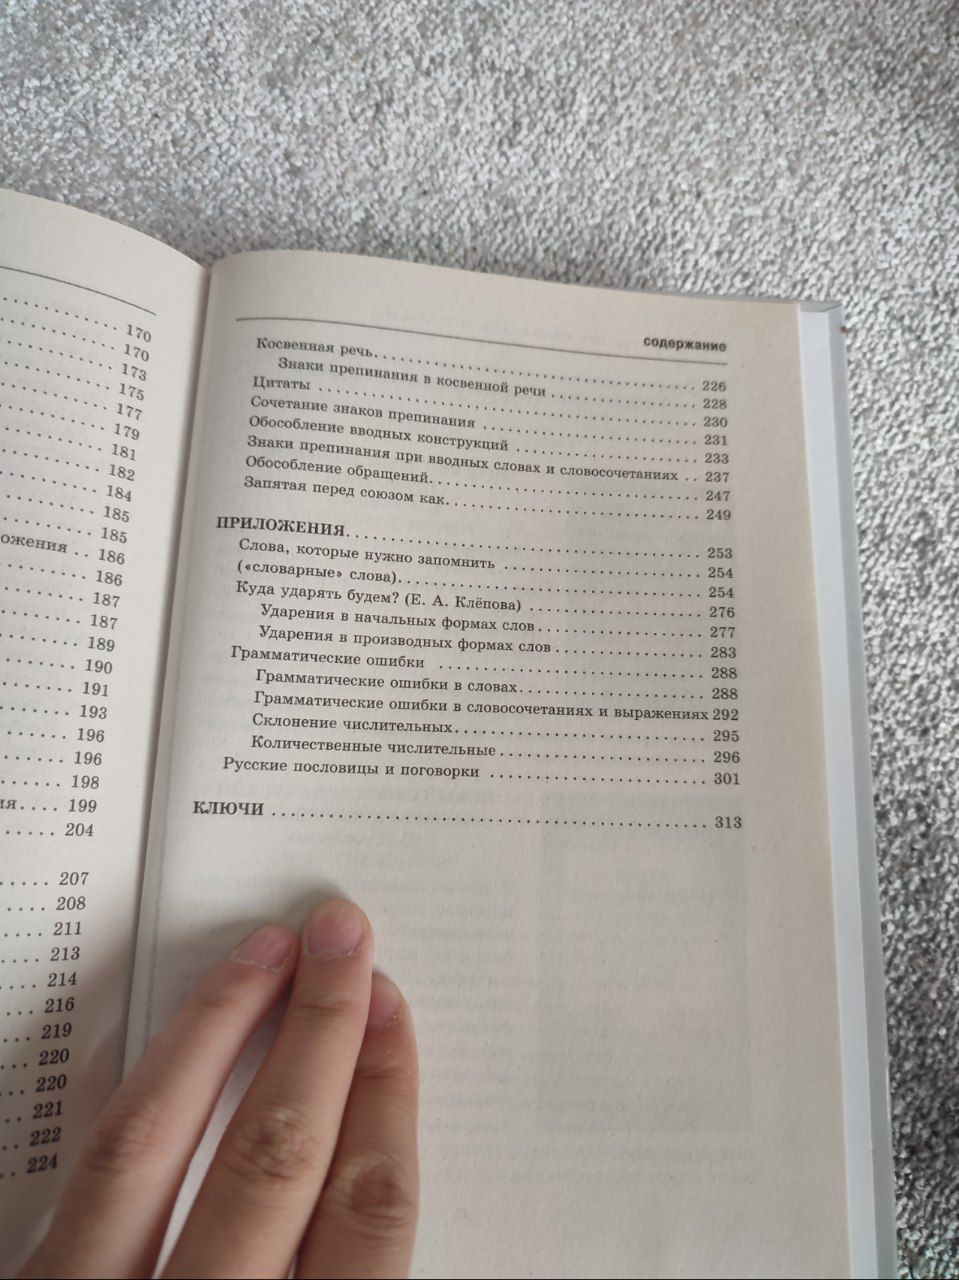 170
170
173
175
177
179
181
182
184
185
185
ожения .. 186
186
187
187
189
190
191
193
196
196
198
ия.... 199
204
207
208
211
213
214
216
219
220
220
221
222
224
содержание
Косвенная речь. 226
Знаки препинания в косвенной речи 228
Цитаты 230
Сочетание знаков препинания 231
Обособление вводных конструкций 233
Знаки препинания при вводных словах и словосочетаниях .. 237
Обособление обращений. 247
Запятая перед союзом как. 249
ПРИЛОЖЕНИЯ. 253
Слова, которые нужно запомнить 254
(«словарные» слова). 254
Куда ударять будем? (Е. А. Клёпова) 276
Ударения в начальных формах слов 277
Ударения в производных формах слов 283
Грамматические ошибки 288
Грамматические ошибки в словах. 288
Грамматические ошибки в словосочетаниях и выражениях 292
Склонение числительных. 295
Количественные числительные 296
Русские пословицы и поговорки 301
КЛЮЧИ 313